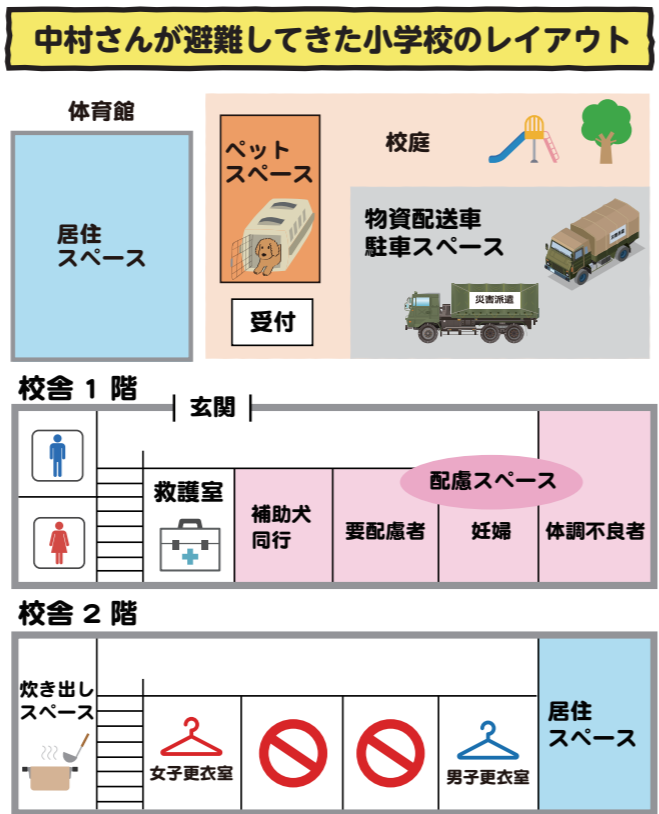 中村さんが避難してきた小学校のレイアウト
体育館
居住
スペース
ペット
スペース
校庭
物資配送車
駐車スペース
災害派遣
災害派遣
受付
校舎1階
玄関
救護室
補助犬
同行
要配慮者
配慮スペース
妊婦
体調不良者
校舎2階
炊き出し
スペース
女子更衣室
男子更衣室
居住
スペース